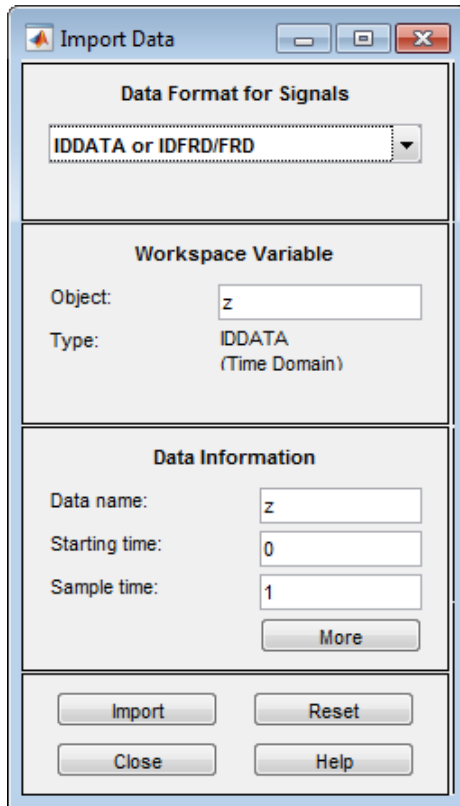 Import Data
Data Format for Signals
IDDATA or IDFRD/FRD
Workspace Variable
Object: z
Type: IDDATA
(Time Domain)
Data Information
Data name: z
Starting time: 0
Sample time: 1
More
Import Reset
Close Help